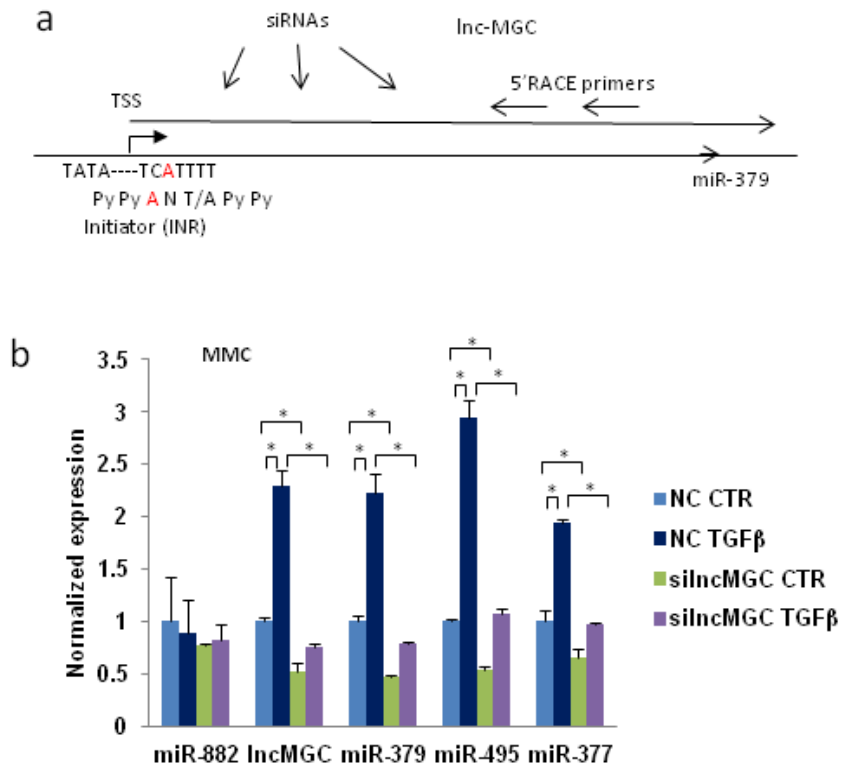 a
siRNAs
lnc-MGC
5'RACE primers
TSS
TATA----TCATTTT
miR-379
Py Py A N T/A Py Py
Initiator (INR)
b
MMC
Normalized expression
3.5
3
2.5
2
1.5
1
0.5
0
* * * * * * * * * * * *
NC CTR
NC TGFβ
silncMGC CTR
silncMGC TGFβ
miR-882 lncMGC miR-379 miR-495 miR-377